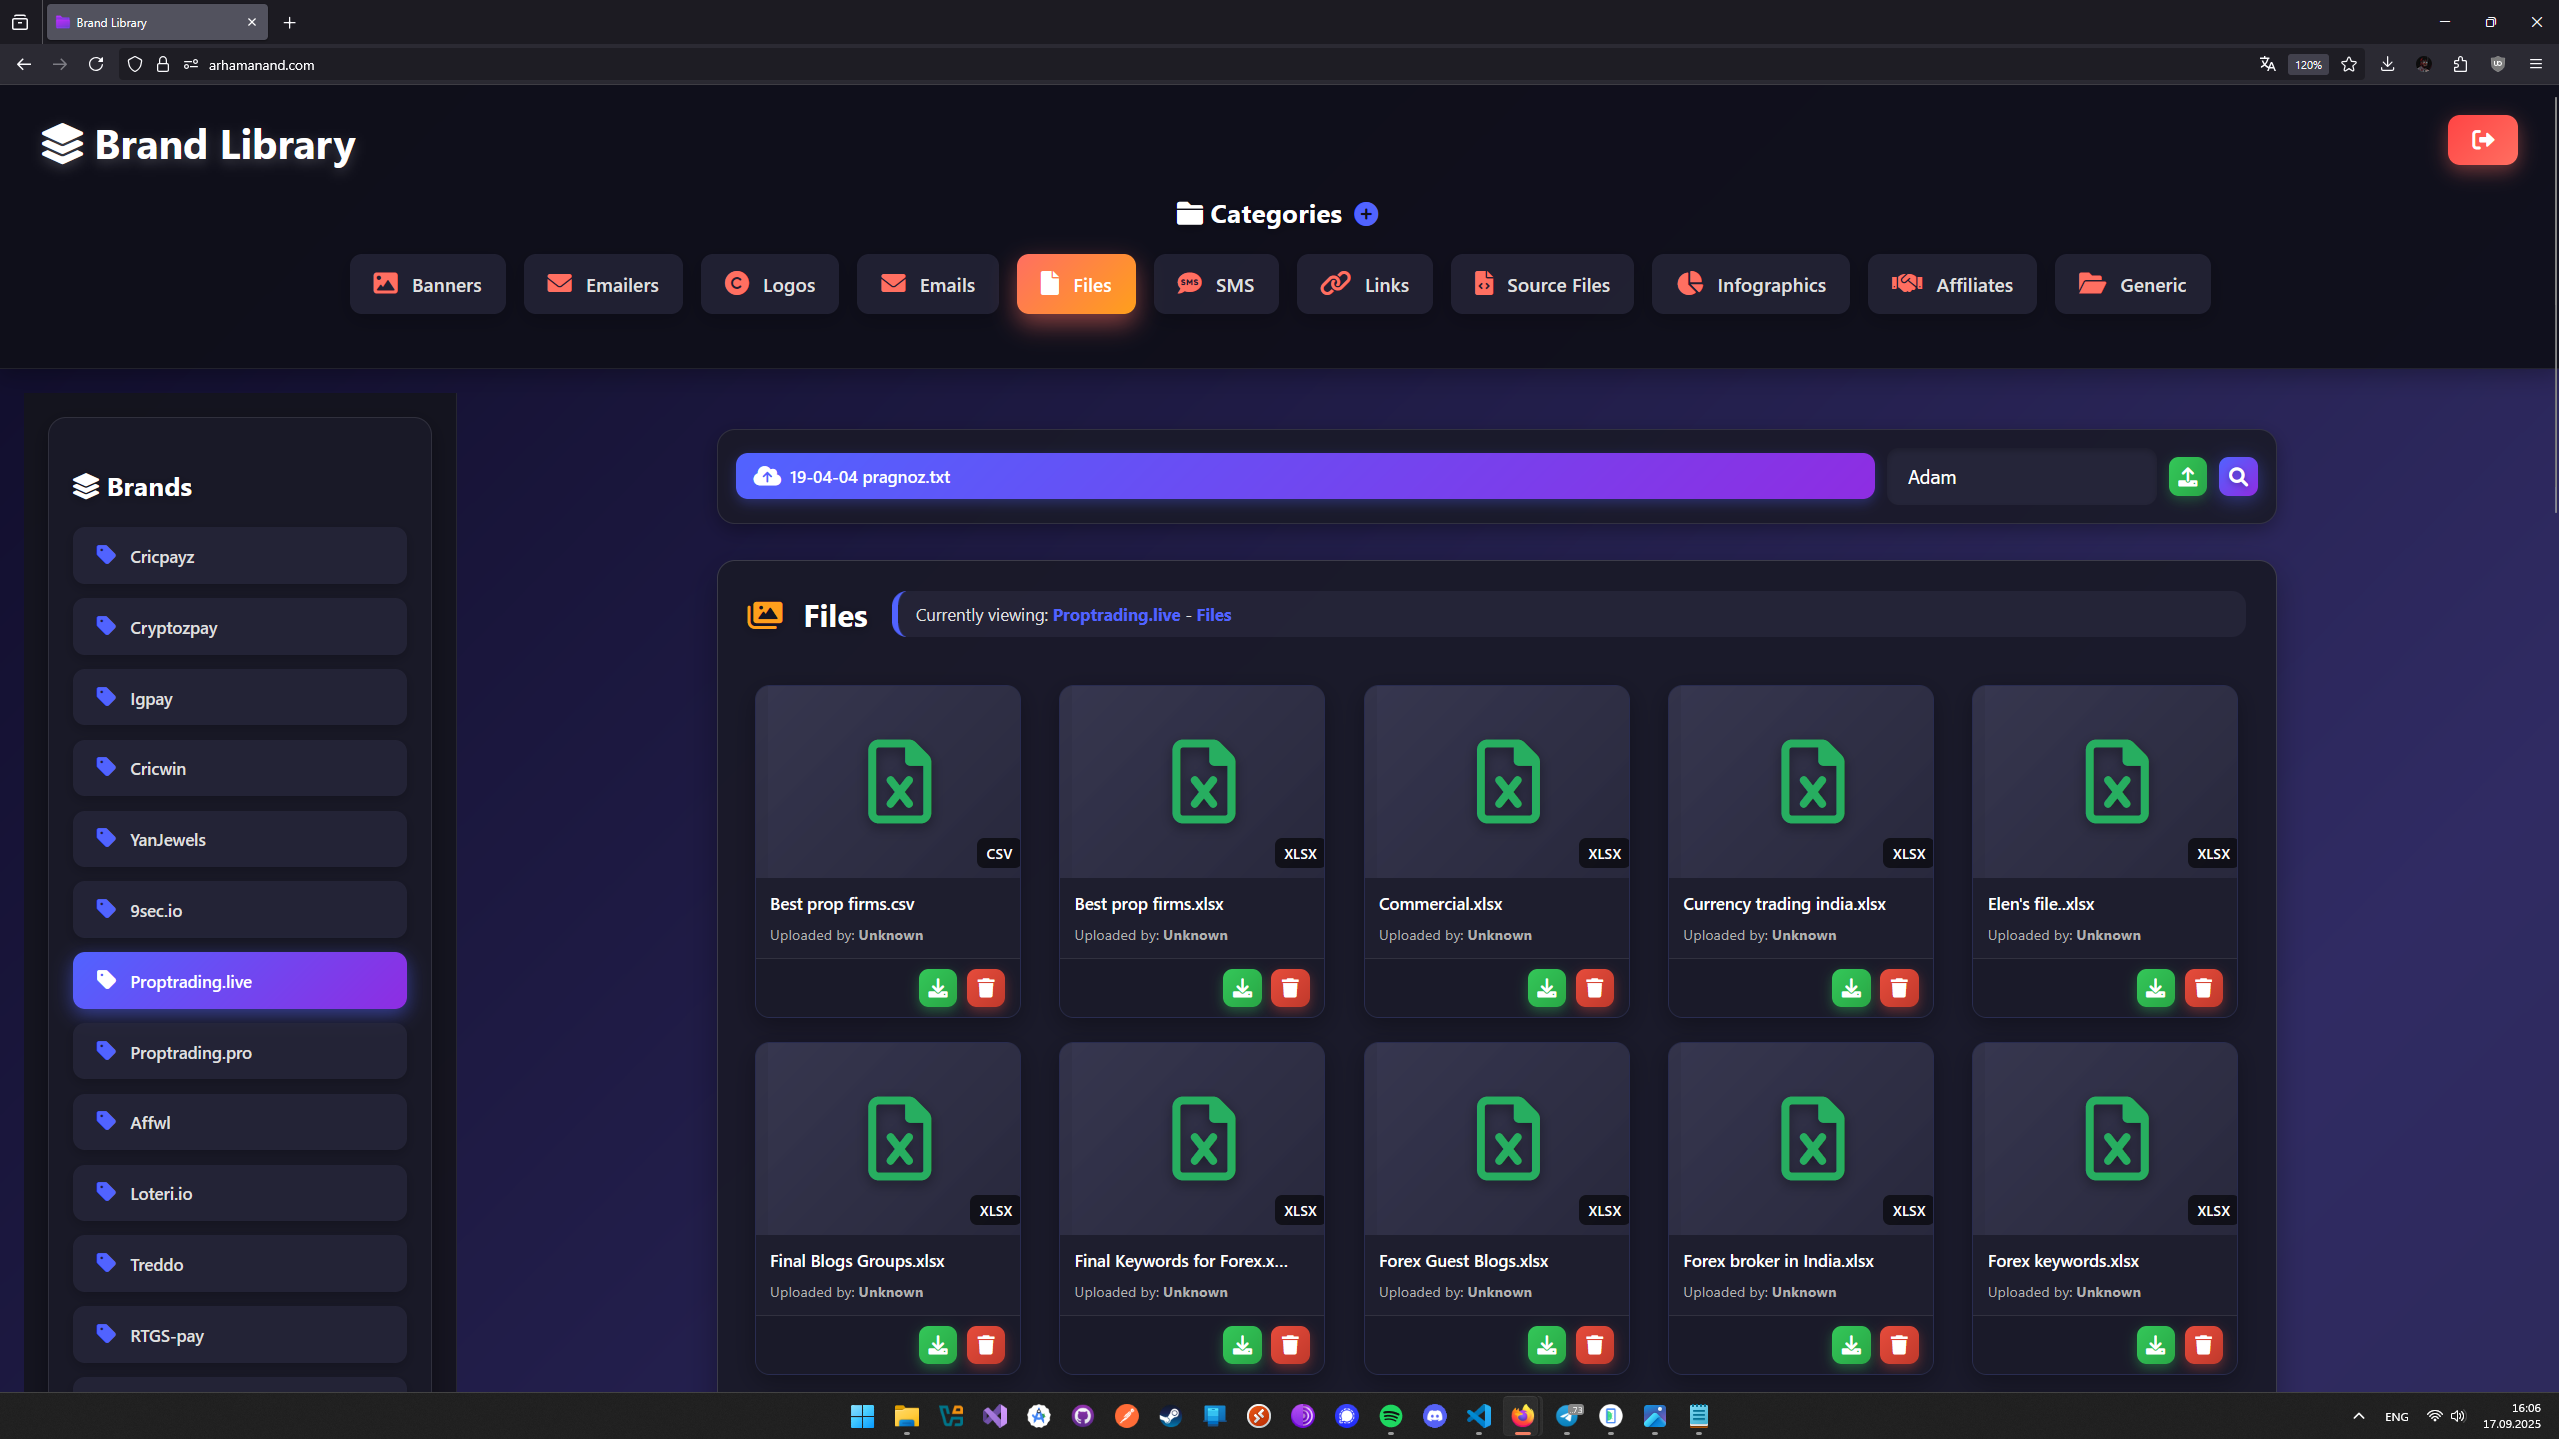 Brand Library
arhamanand.com
120%
Brand Library
Categories
Banners
Emailers
Logos
Emails
Files
SMS
Links
Source Files
Infographics
Affiliates
Generic
Brands
Cricpayz
Cryptozpay
Igpay
Cricwin
YanJewels
9sec.io
Proptrading.live
Proptrading.pro
Affwl
Loteri.io
Treddo
RTGS-pay
19-04-04 pragnoz.txt
Adam
Files
Currently viewing: Proptrading.live - Files
CSV
Best prop firms.csv
Uploaded by: Unknown
XLSX
Best prop firms.xlsx
Uploaded by: Unknown
XLSX
Commercial.xlsx
Uploaded by: Unknown
XLSX
Currency trading india.xlsx
Uploaded by: Unknown
XLSX
Elen's file..xlsx
Uploaded by: Unknown
XLSX
Final Blogs Groups.xlsx
Uploaded by: Unknown
XLSX
Final Keywords for Forex.x...
Uploaded by: Unknown
XLSX
Forex Guest Blogs.xlsx
Uploaded by: Unknown
XLSX
Forex broker in India.xlsx
Uploaded by: Unknown
XLSX
Forex keywords.xlsx
Uploaded by: Unknown
73
ENG
16:06
17.09.2025